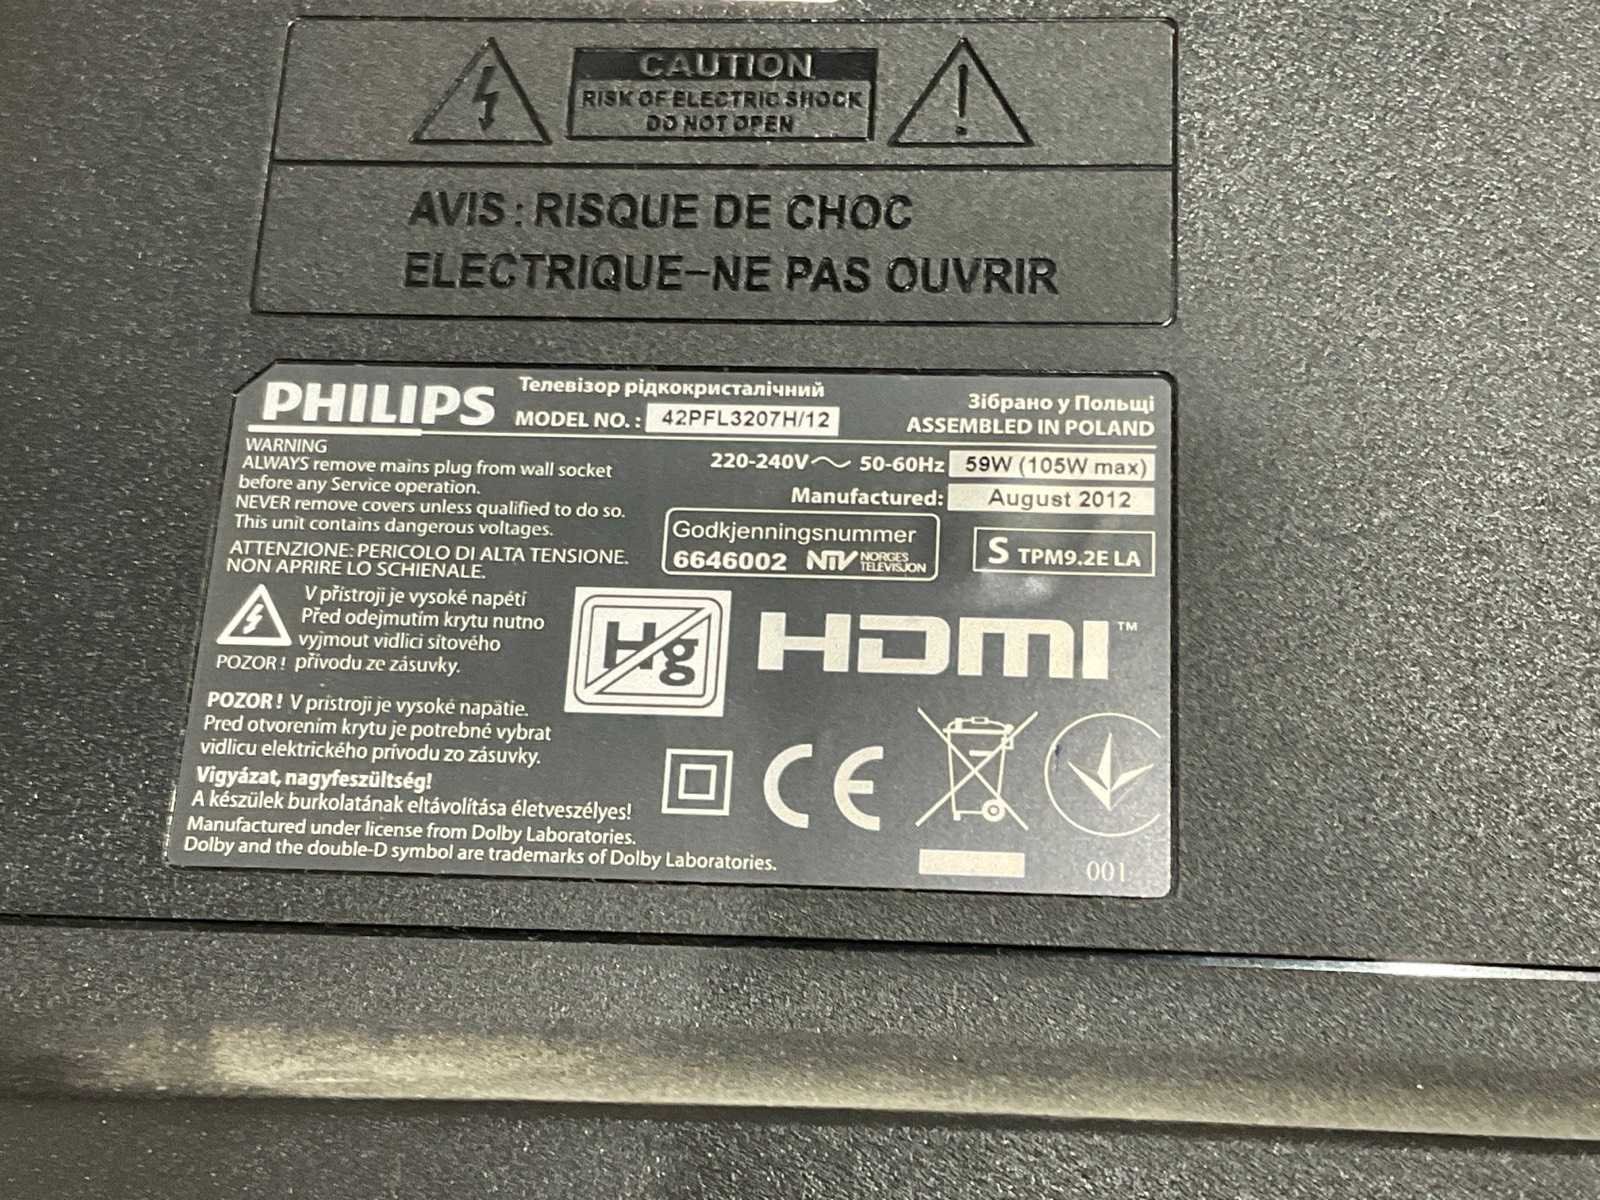 CAUTION
RISK OF ELECTRIC SHOCK
DO NOT OPEN
AVIS : RISQUE DE CHOC
ELECTRIQUE–NE PAS OUVRIR
PHILIPS
Телевізор рідкокристалічний
MODEL NO. : 42PFL3207H/12
Зібрано у Польщі
ASSEMBLED IN POLAND
WARNING
ALWAYS remove mains plug from wall socket
before any Service operation.
NEVER remove covers unless qualified to do so.
This unit contains dangerous voltages.
ATTENZIONE: PERICOLO DI ALTA TENSIONE.
NON APRIRE LO SCHIENALE.
220-240V~ 50-60Hz 59W (105W max)
Manufactured: August 2012
Godkjenningsnummer
6646002 NTV NORGES
TELEVISJON
S TPM9.2E LA
V přístroji je vysoké napětí
Před odejmutím krytu nutno
vyjmout vidlici síťového
POZOR ! přívodu ze zásuvky.
Hg
HDMI™
POZOR ! V prístroji je vysoké napätie.
Pred otvorením krytu je potrebné vybrat
vidlicu elektrického prívodu zo zásuvky.
Vigyázat, nagyfeszültség!
A készülek burkolatának eltávolítása életveszélyes!
Manufactured under license from Dolby Laboratories.
Dolby and the double-D symbol are trademarks of Dolby Laboratories.
CE
001